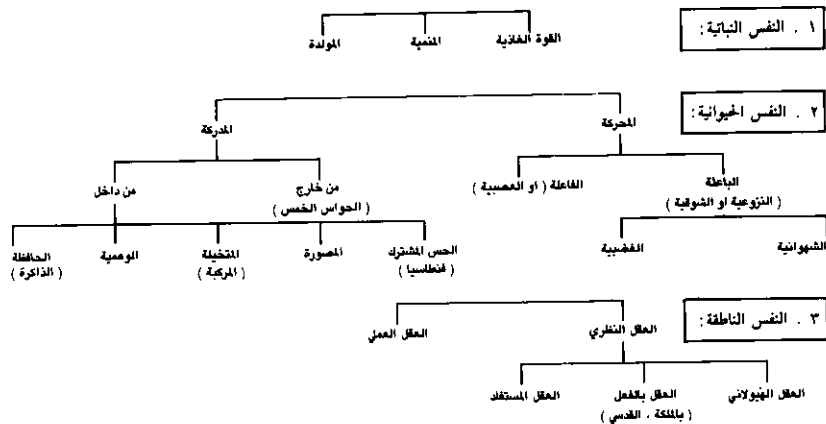 ١ . النفس النباتية :
القوة الغاذية
المنمية
المولدة
٢ . النفس الحيوانية :
المحركة
المدركة
الباعثة
( النزوعية او الشوقية )
الفاعلة ( او العصبية )
من خارج
( الحواس الخمس )
من داخل
الشهوانية
الغضبية
الحس المشترك
( فنطاسيا )
المصورة
المتخيلة
( المركبة )
الوهمية
الحافظة
( الذاكرة )
٣ . النفس الناطقة :
العقل النظري
العقل العملي
العقل الهيولاني
العقل بالفعل
( بالملكة ، القدسي )
العقل المستفاد